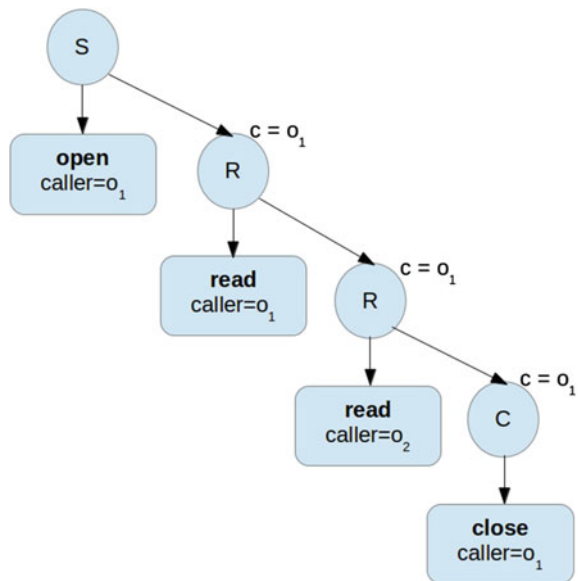 S
c = o₁
open
caller=o₁
R
c = o₁
read
caller=o₁
R
c = o₁
read
caller=o₂
C
close
caller=o₁